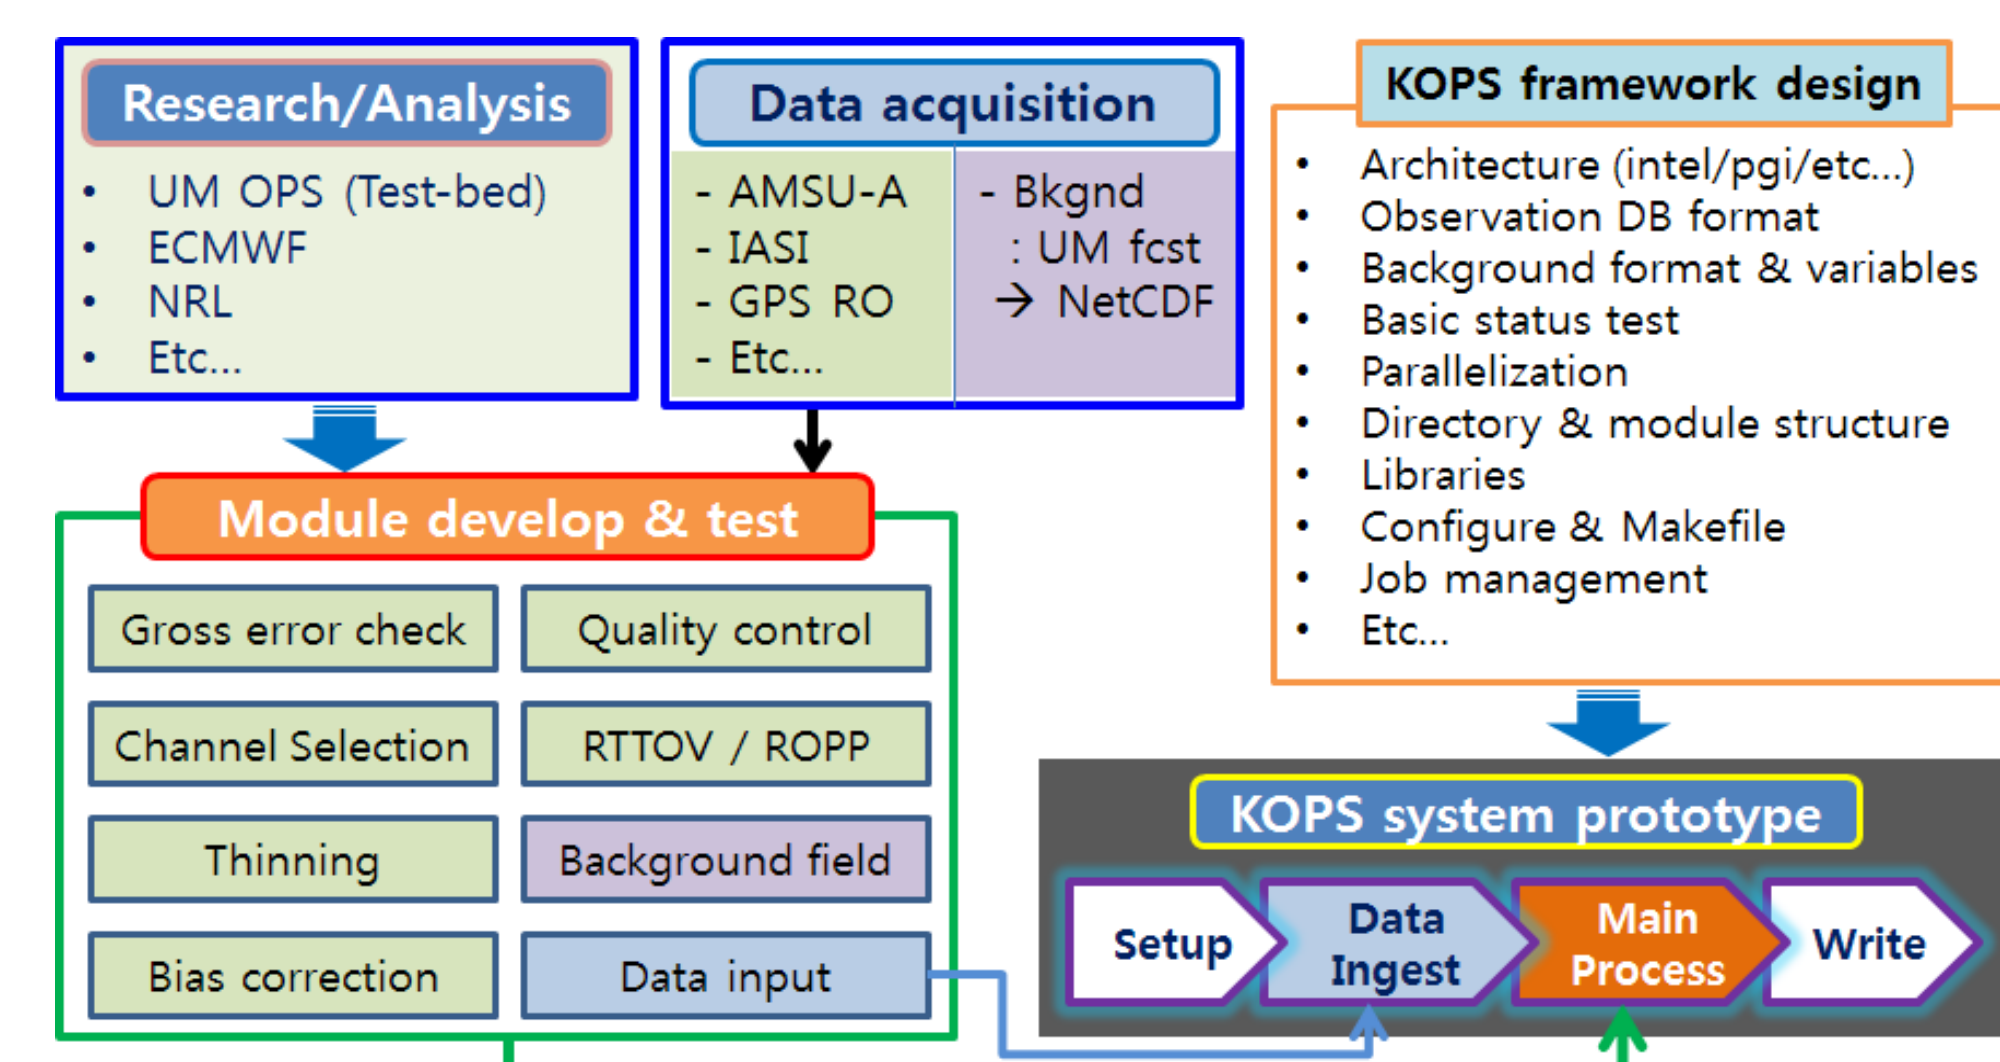 Research/Analysis
• UM OPS (Test-bed)
• ECMWF
• NRL
• Etc...
Data acquisition
- AMSU-A
- IASI
- GPS RO
- Etc...
- Bkgnd
: UM fcst
→ NetCDF
KOPS framework design
• Architecture (intel/pgi/etc...)
• Observation DB format
• Background format & variables
• Basic status test
• Parallelization
• Directory & module structure
• Libraries
• Configure & Makefile
• Job management
• Etc...
Module develop & test
Gross error check
Quality control
Channel Selection
RTTOV / ROPP
Thinning
Background field
Bias correction
Data input
KOPS system prototype
Setup
Data
Ingest
Main
Process
Write